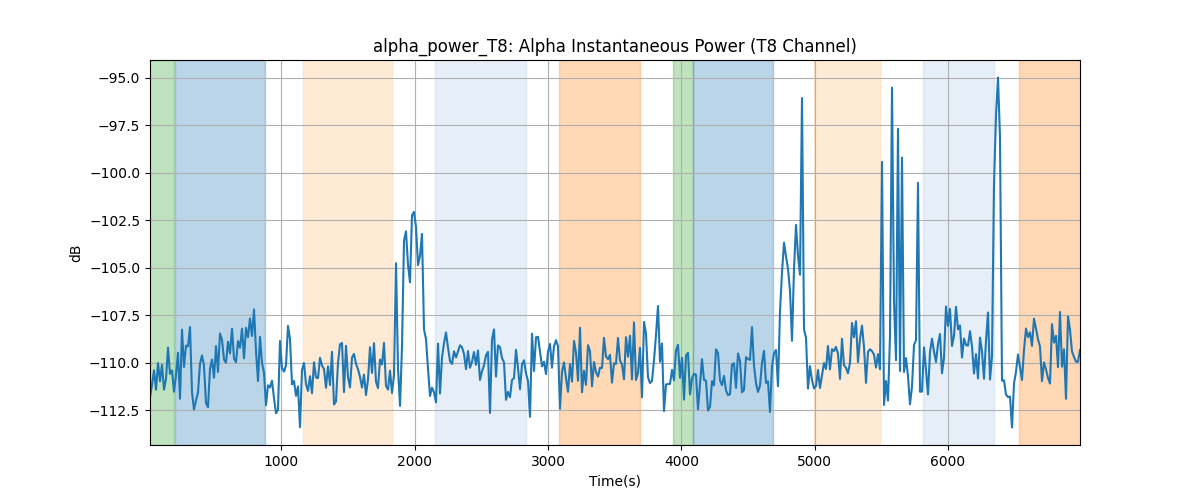 alpha_power_T8: Alpha Instantaneous Power (T8 Channel)
−95.0
−97.5
−100.0
−102.5
−105.0
−107.5
−110.0
−112.5
dB
1000 2000 3000 4000 5000 6000
Time(s)